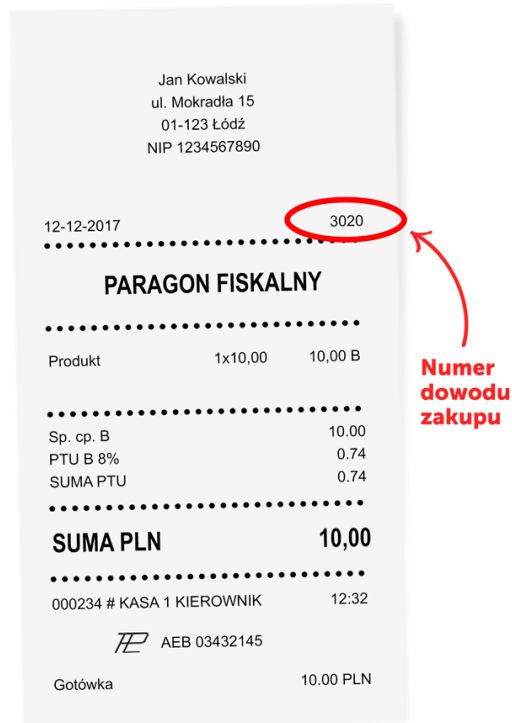 Jan Kowalski
ul. Mokradła 15
01-123 Łódź
NIP 1234567890
12-12-2017 3020
PARAGON FISKALNY
Produkt 1x10,00 10,00 B
Sp. cp. B 10.00
PTU B 8% 0.74
SUMA PTU 0.74
SUMA PLN 10,00
000234 # KASA 1 KIEROWNIK 12:32
AEB 03432145
Gotówka 10.00 PLN
Numer
dowodu
zakupu